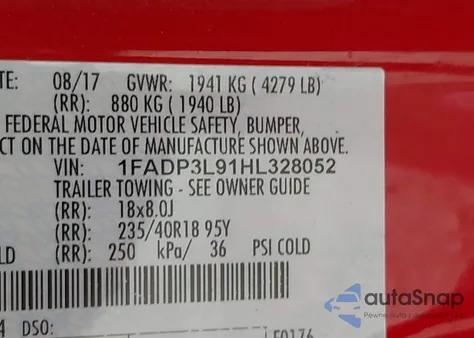 TE: 08/17 GVWR: 1941 KG ( 4279 LB)
(RR): 880 KG ( 1940 LB)
FEDERAL MOTOR VEHICLE SAFETY, BUMPER,
CT ON THE DATE OF MANUFACTURE SHOWN ABOVE.
VIN: 1FADP3L91HL328052
TRAILER TOWING - SEE OWNER GUIDE
(RR): 18x8.0J
(RR): 235/40R18 95Y
LD (RR): 250 kPa/ 36 PSI COLD
4 DSO:
autoSnap